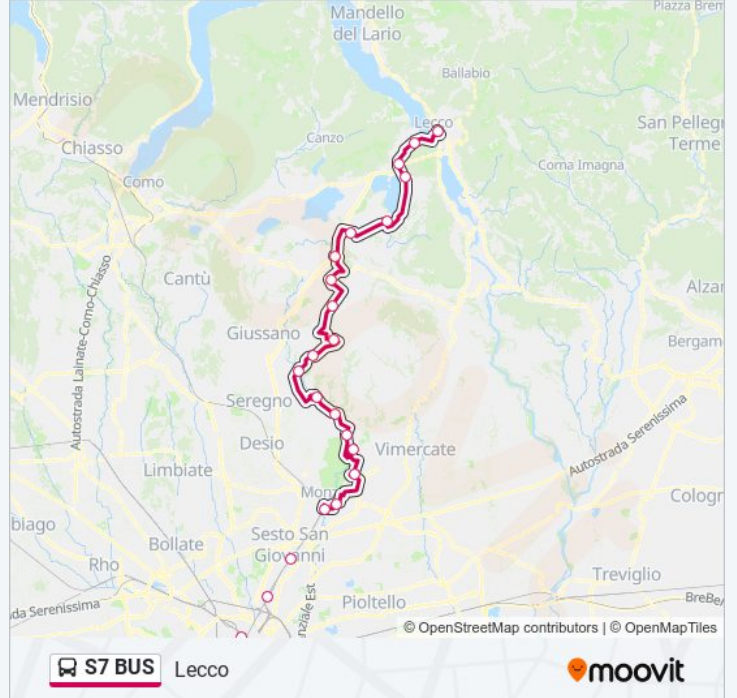 Piazza Brem
Mandello
del Lario
Ballabio
Mendrisio
Lecco
San Pellegr
Terme
Canzo
Chiasso
Corna Imagna
Como
Cantù
Alzar
Autostrada Lainate-Como-Chiasso
Giussano
Bergam
Seregno
Autostrada Serenissima
Desio
Vimercate
Limbiate
Monz
Cologn
biago
Sesto San
Giovanni
Bollate
Rho
Treviglio
nziale Est
Pioltello
BreBe
da Serenissima
© OpenStreetMap contributors | © OpenMapTiles
S7 BUS
Lecco
moovit